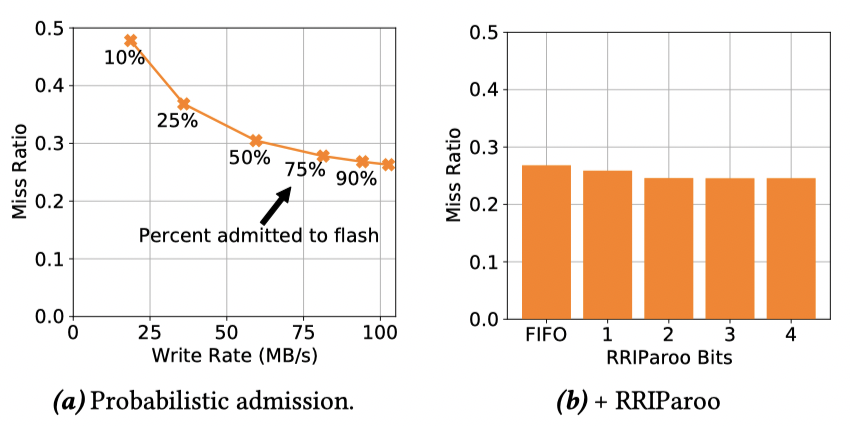 0.5
0.4
0.3
0.2
0.1
0.0
Miss Ratio
10%
25%
50%
75%
90%
Percent admitted to flash
0 25 50 75 100
Write Rate (MB/s)
(a) Probabilistic admission.
0.5
0.4
0.3
0.2
0.1
0.0
Miss Ratio
FIFO 1 2 3 4
RRIParoo Bits
(b) + RRIParoo